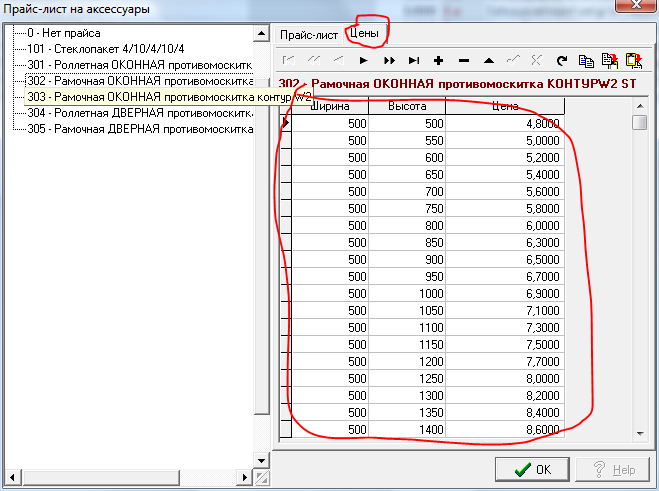 Прайс-лист на аксессуары
0 - Нет прайса
101 - Стеклопакет 4/10/4/10/4
301 - Роллетная ОКОННАЯ противомоскитка
302 - Рамочная ОКОННАЯ противомоскитка
303 - Рамочная ОКОННАЯ противомоскитка контур w2
304 - Роллетная ДВЕРНАЯ противомоскитк
305 - Рамочная ДВЕРНАЯ противомоскитка
Прайс-лист Цены
302 - Рамочная ОКОННАЯ противомоскитка КОНТУРW2 ST
Ширина Высота Цена
500 500 4,8000
500 550 5,0000
500 600 5,2000
500 650 5,4000
500 700 5,6000
500 750 5,8000
500 800 6,0000
500 850 6,3000
500 900 6,5000
500 950 6,7000
500 1000 6,9000
500 1050 7,1000
500 1100 7,3000
500 1150 7,5000
500 1200 7,7000
500 1250 8,0000
500 1300 8,2000
500 1350 8,4000
500 1400 8,6000
OK
? Help